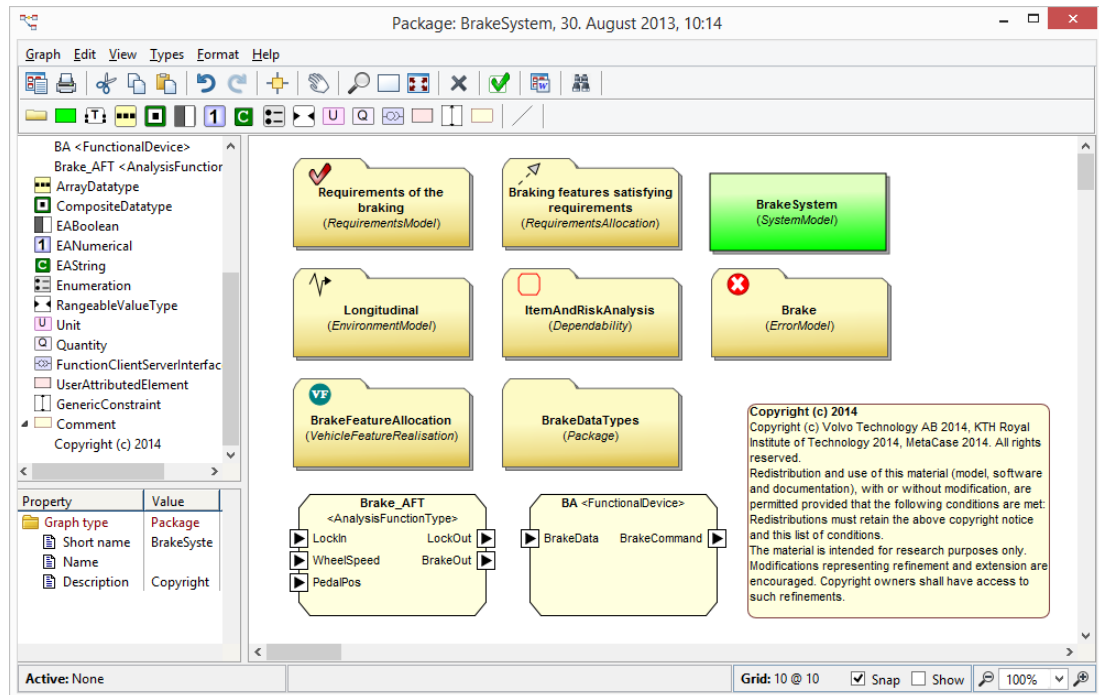 Package: BrakeSystem, 30. August 2013, 10:14
Graph Edit View Types Format Help
T 1 C U Q
BA <FunctionalDevice>
Brake_AFT <AnalysisFunction
ArrayDatatype
CompositeDatatype
EABoolean
1 EANumerical
C EAString
Enumeration
RangeableValueType
U Unit
Q Quantity
FunctionClientServerInterfac
UserAttributedElement
GenericConstraint
Comment
Copyright (c) 2014
Property Value
Graph type Package
Short name BrakeSyste
Name
Description Copyright
Requirements of the
braking
(RequirementsModel)
Braking features satisfying
requirements
(RequirementsAllocation)
BrakeSystem
(SystemModel)
Longitudinal
(EnvironmentModel)
ItemAndRiskAnalysis
(Dependability)
Brake
(ErrorModel)
VF
BrakeFeatureAllocation
(VehicleFeatureRealisation)
BrakeDataTypes
(Package)
Brake_AFT
<AnalysisFunctionType>
LockIn LockOut
WheelSpeed BrakeOut
PedalPos
BA <FunctionalDevice>
BrakeData BrakeCommand
Copyright (c) 2014
Copyright (c) Volvo Technology AB 2014, KTH Royal
Institute of Technology 2014, MetaCase 2014. All rights
reserved.
Redistribution and use of this material (model, software
and documentation), with or without modification, are
permitted provided that the following conditions are met:
Redistributions must retain the above copyright notice
and this list of conditions.
The material is intended for research purposes only.
Modifications representing refinement and extension are
encouraged. Copyright owners shall have access to
such refinements.
Active: None
Grid: 10 @ 10 Snap Show 100%